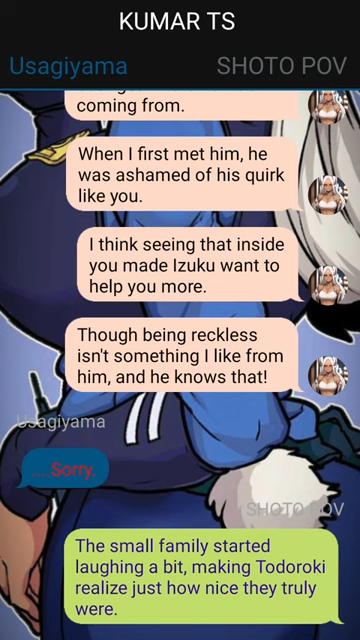 KUMAR TS
Usagiyama
SHOTO POV
coming from.
When I first met him, he
was ashamed of his quirk
like you.
I think seeing that inside
you made Izuku want to
help you more.
Though being reckless
isn't something I like from
him, and he knows that!
Usagiyama
....Sorry.
SHOTO POV
The small family started
laughing a bit, making Todoroki
realize just how nice they truly
were.